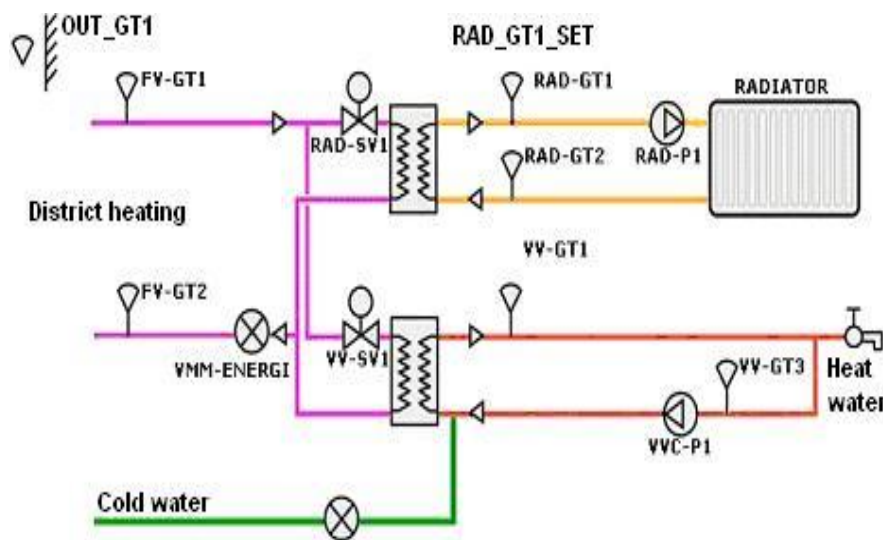 OUT_GT1
RAD_GT1_SET
FV-GT1
RAD-GT1
RADIATOR
RAD-SV1
RAD-GT2
RAD-P1
District heating
VV-GT1
FV-GT2
VMM-ENERGI
VV-SV1
VV-GT3
Heat
water
VVC-P1
Cold water